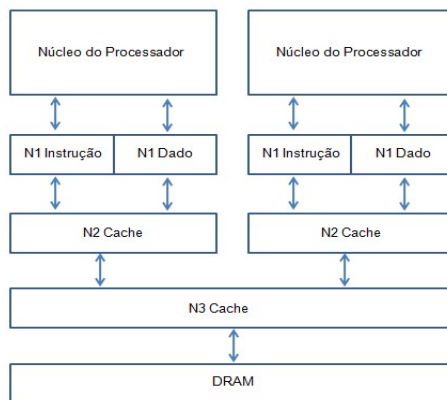 Núcleo do Processador
Núcleo do Processador
N1 Instrução
N1 Dado
N1 Instrução
N1 Dado
N2 Cache
N2 Cache
N3 Cache
DRAM